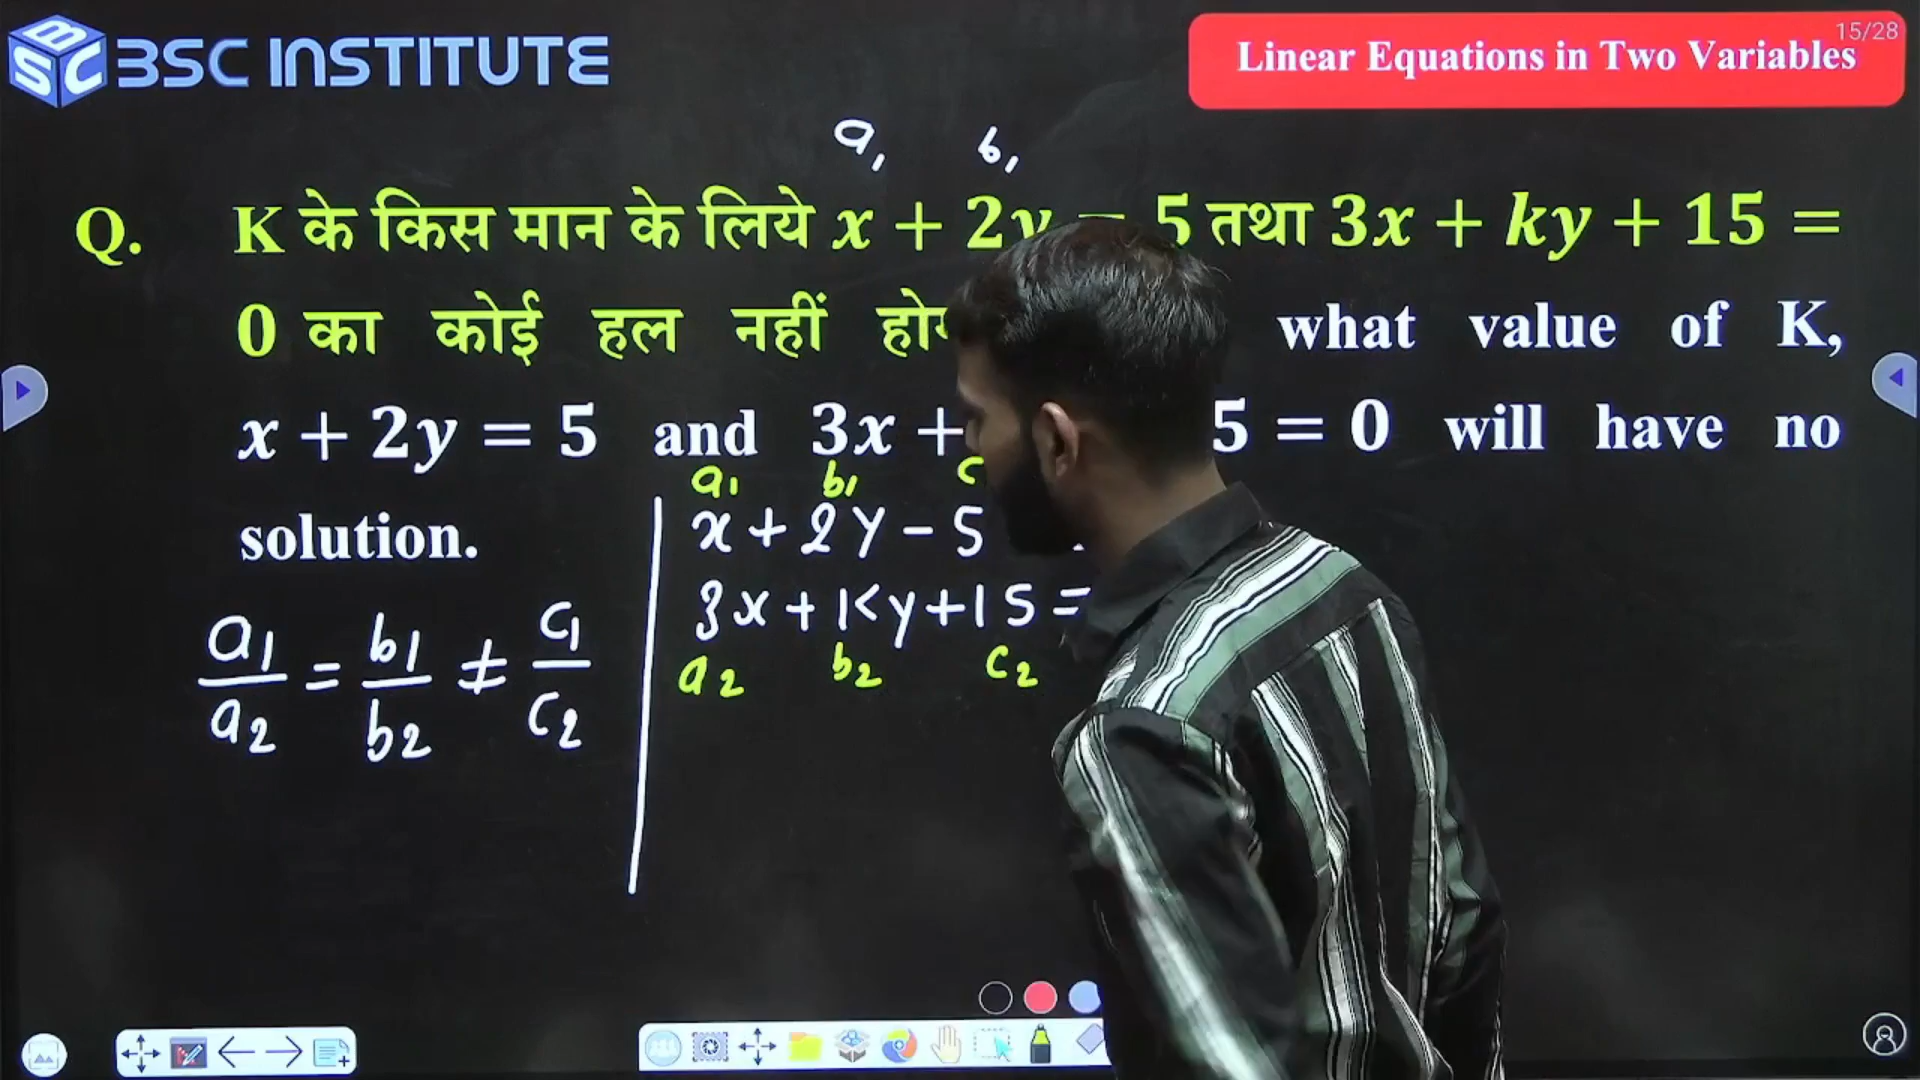 BSC INSTITUTE
15/28
Linear Equations in Two Variables
a₁ b₁
Q. K के किस मान के लिये x + 2y = 5 तथा 3x + ky + 15 =
0 का कोई हल नहीं what value of K,
x + 2y = 5 and 3x + 5 = 0 will have no
solution.
a₁ b₁ c
x + 2y - 5
3x + Ky + 15 =
a₂ b₂ c₂
a₁/a₂ = b₁/b₂ ≠ c₁/c₂